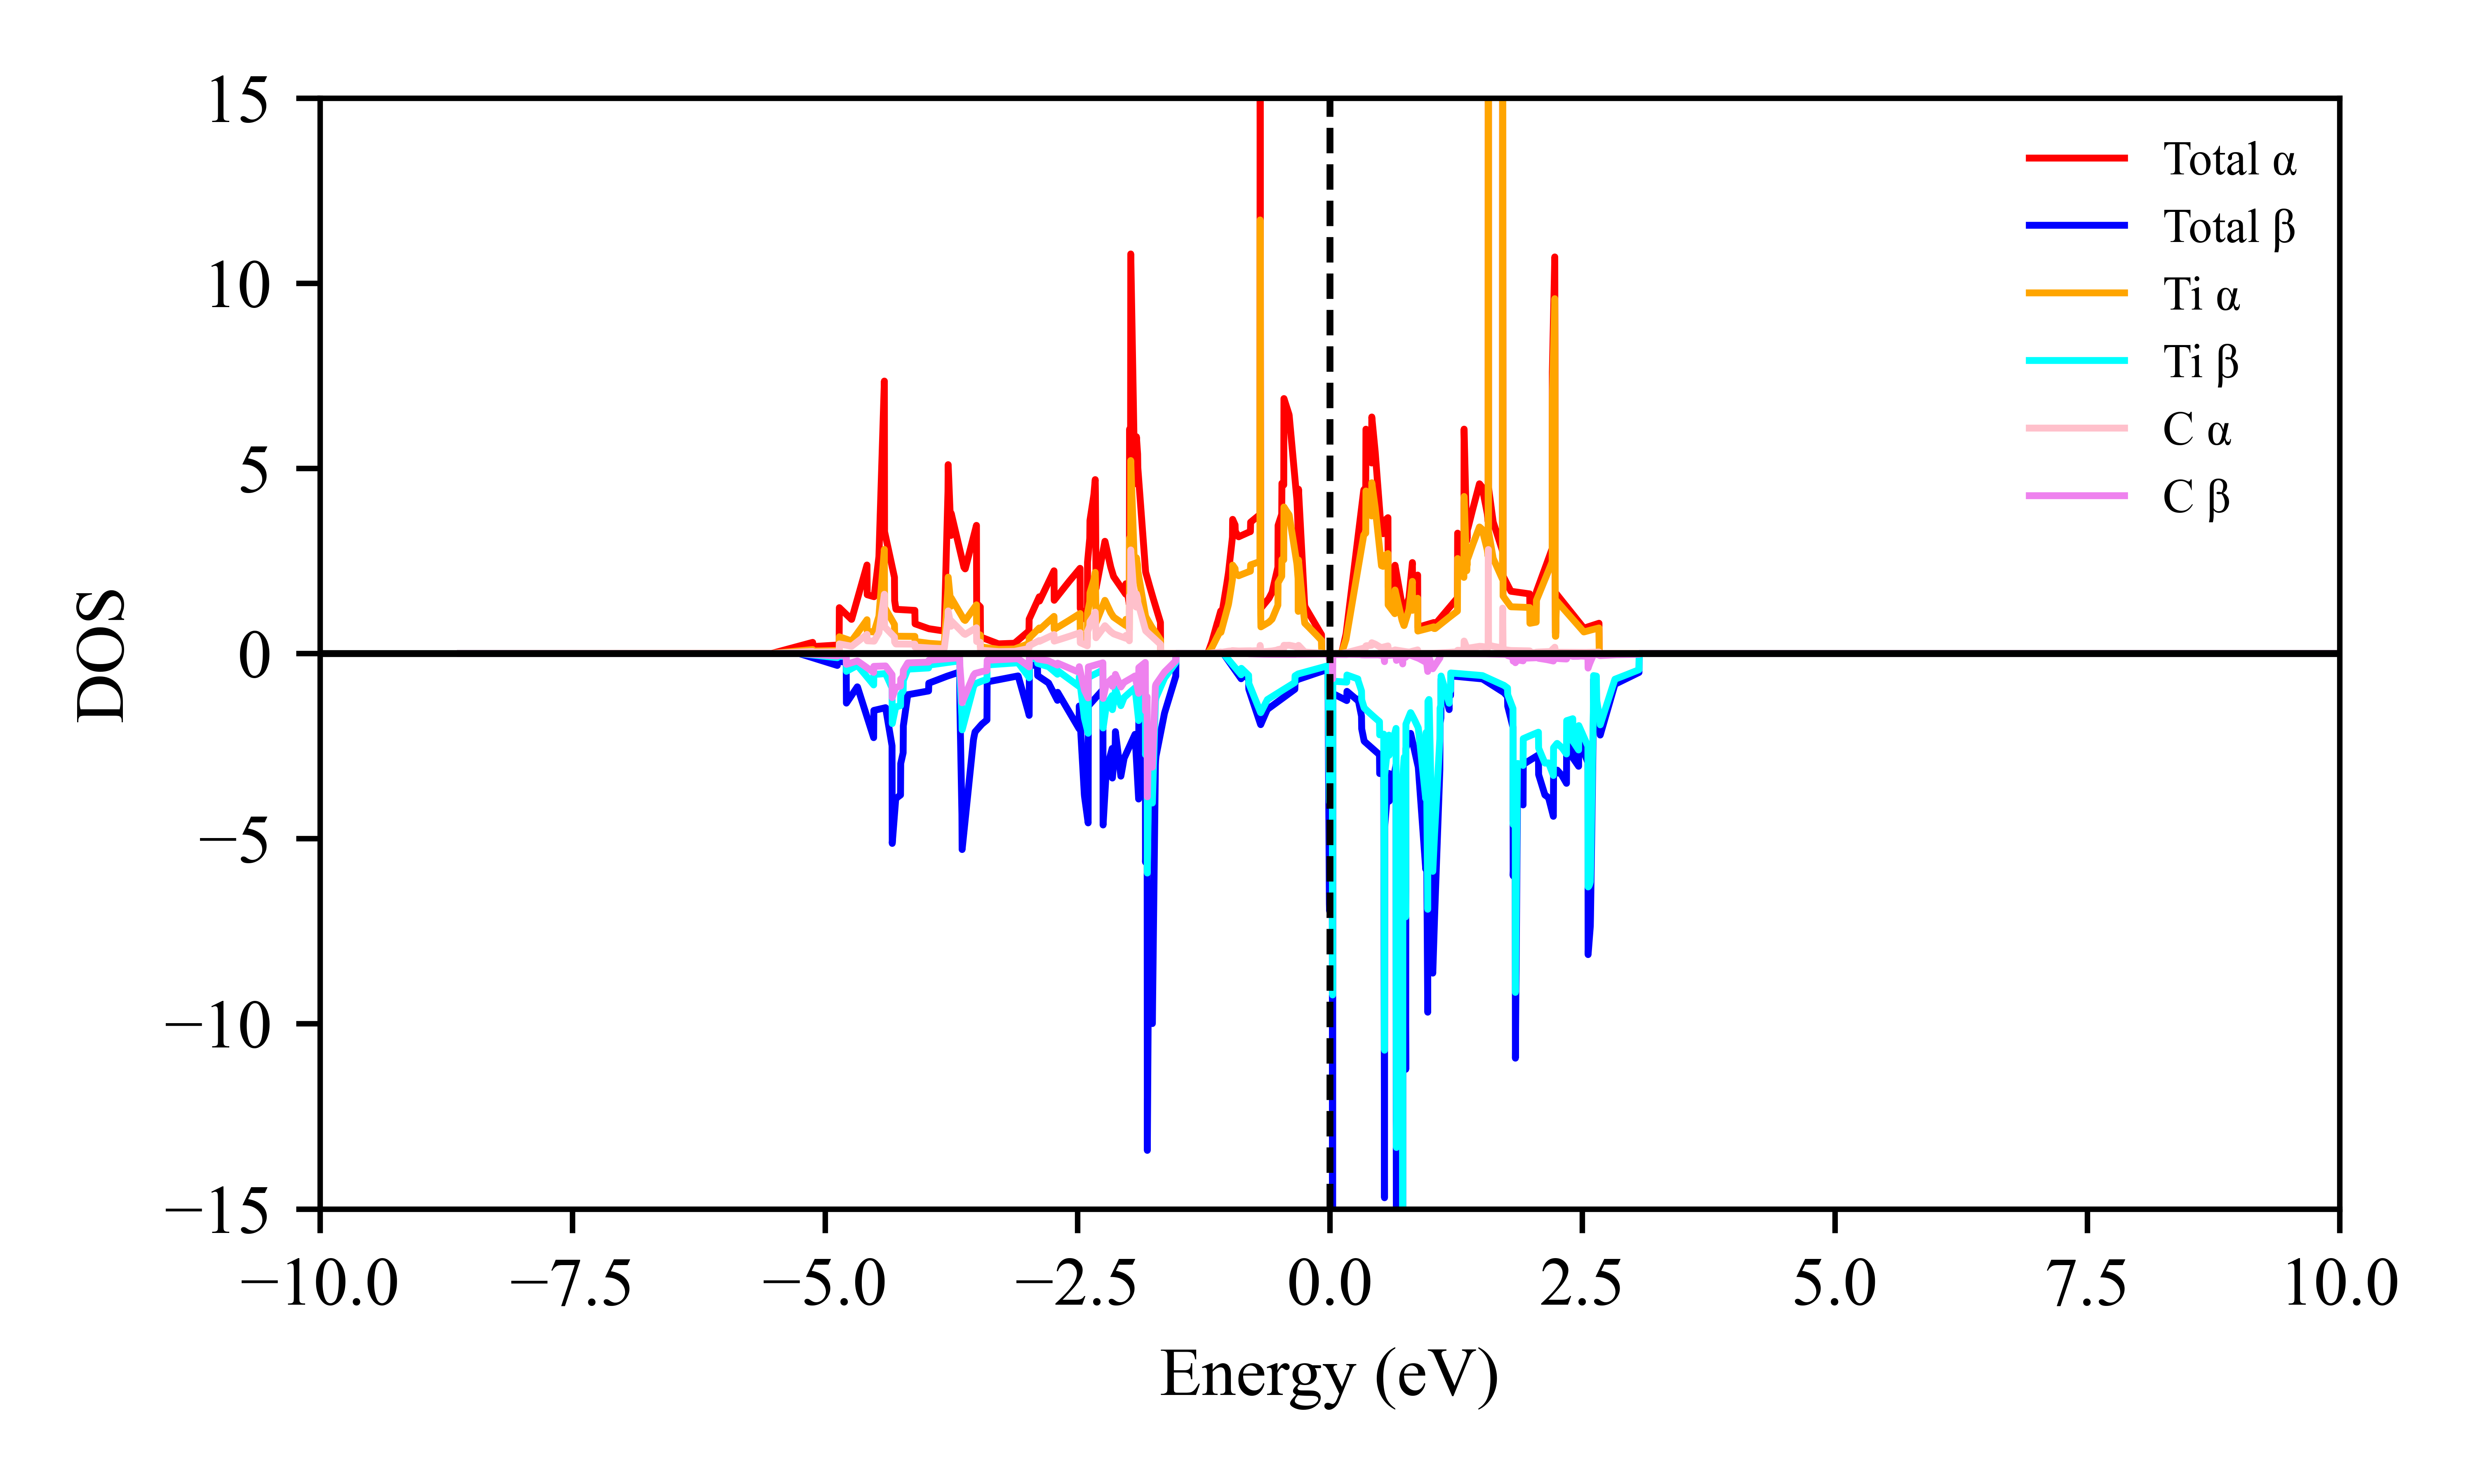 15
10
5
0
−5
−10
−15
DOS
−10.0 −7.5 −5.0 −2.5 0.0 2.5 5.0 7.5 10.0
Energy (eV)
Total α
Total β
Ti α
Ti β
C α
C β